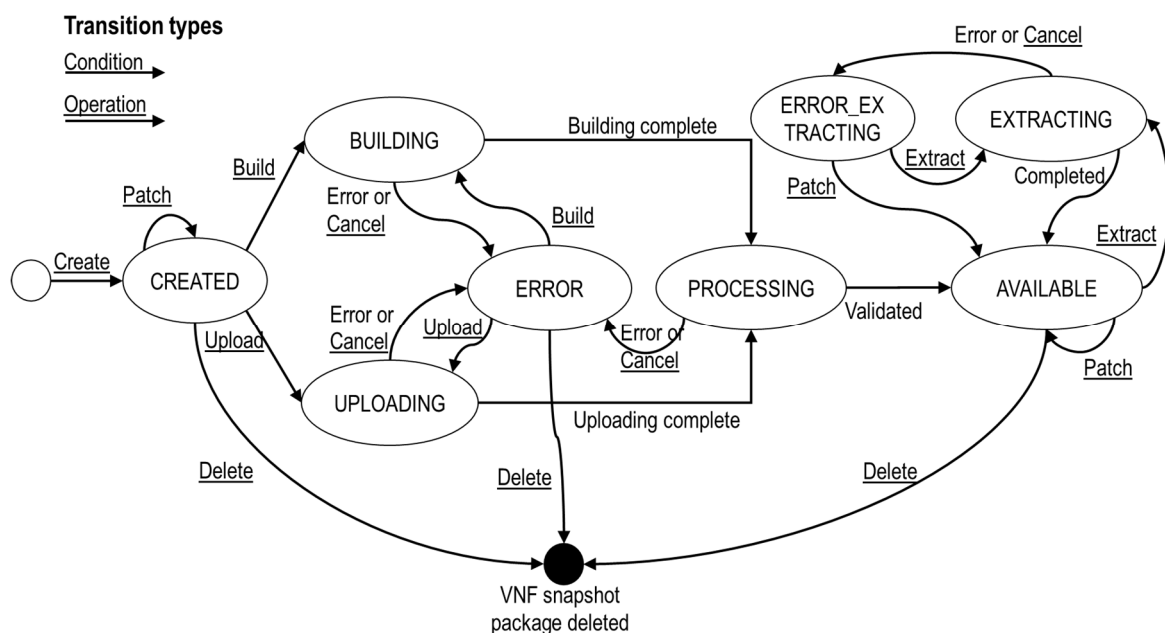 Transition types
Condition
Operation
Error or Cancel
ERROR_EX
TRACTING
EXTRACTING
BUILDING
Building complete
Build
Extract
Completed
Patch
Patch
Error or
Cancel
Build
Extract
Create
CREATED
ERROR
PROCESSING
AVAILABLE
Validated
Error or
Cancel
Upload
Error or
Cancel
Upload
Patch
UPLOADING
Uploading complete
Delete
Delete
Delete
VNF snapshot
package deleted